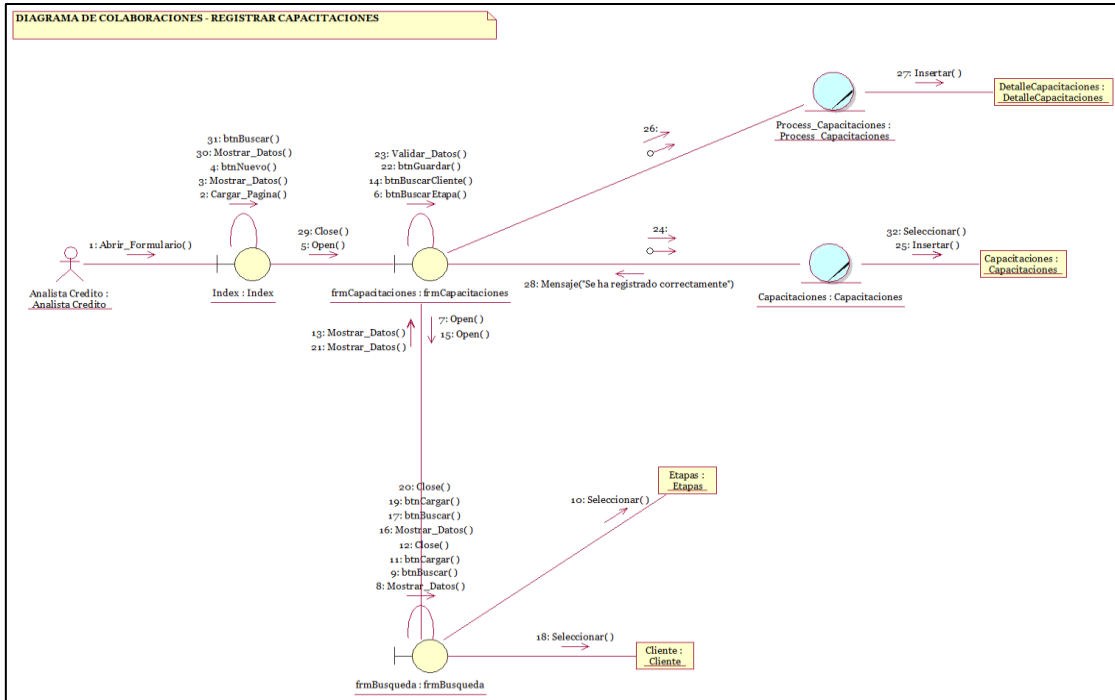 DIAGRAMA DE COLABORACIONES - REGISTRAR CAPACITACIONES
27: Insertar( )
DetalleCapacitaciones :
DetalleCapacitaciones
Process_Capacitaciones :
Process_Capacitaciones
26:
31: btnBuscar( )
30: Mostrar_Datos( )
4: btnNuevo( )
3: Mostrar_Datos( )
2: Cargar_Pagina( )
23: Validar_Datos( )
22: btnGuardar( )
14: btnBuscarCliente( )
6: btnBuscarEtapa( )
1: Abrir_Formulario( )
29: Close( )
5: Open( )
24:
32: Seleccionar( )
25: Insertar( )
Capacitaciones :
Capacitaciones
Analista Credito :
Analista Credito
Index : Index
frmCapacitaciones : frmCapacitaciones
28: Mensaje("Se ha registrado correctamente")
Capacitaciones : Capacitaciones
7: Open( )
15: Open( )
13: Mostrar_Datos( )
21: Mostrar_Datos( )
20: Close( )
19: btnCargar( )
17: btnBuscar( )
16: Mostrar_Datos( )
12: Close( )
11: btnCargar( )
9: btnBuscar( )
8: Mostrar_Datos( )
10: Seleccionar( )
Etapas :
Etapas
18: Seleccionar( )
Cliente :
Cliente
frmBusqueda : frmBusqueda